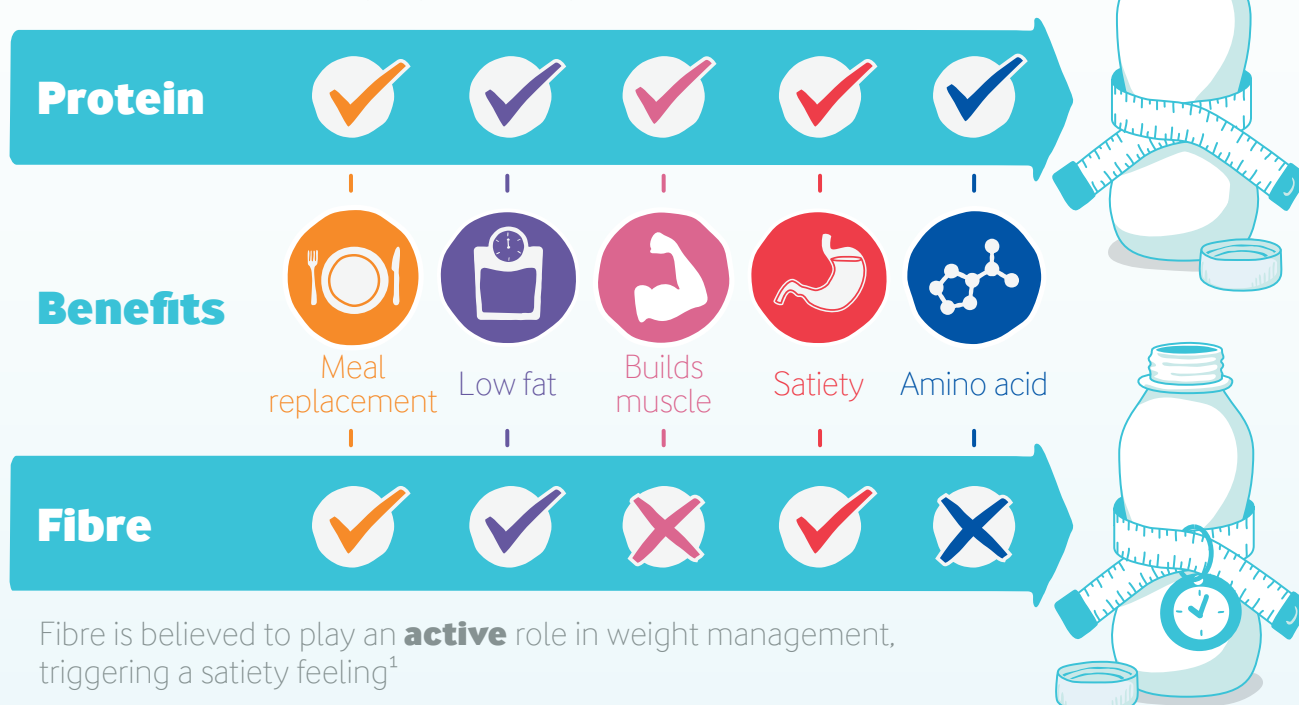 Protein
Benefits
Meal
replacement
Low fat
Builds
muscle
Satiety
Amino acid
Fibre
Fibre is believed to play an active role in weight management,
triggering a satiety feeling¹